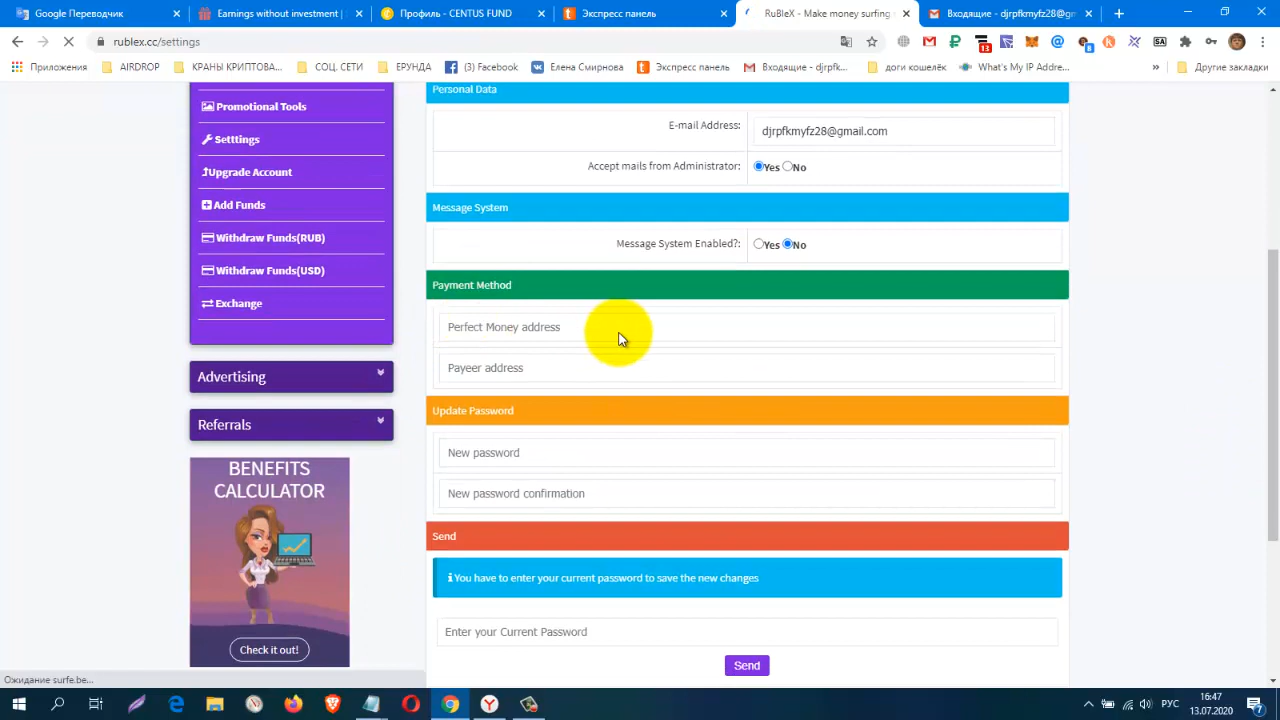 Google Переводчик
Earnings without investment |
Профиль - CENTUS FUND
Экспресс панель
RuBleX - Make money surfing
Входящие - djrpfkmyfz28@gm
rublex.cc/settings
13
8
SA
Приложения
AIRDROP
КРАНЫ КРИПТОВА...
СОЦ. СЕТИ
ЕРУНДА
(3) Facebook
Елена Смирнова
Экспресс панель
Входящие - djrpfk...
доги кошелёк
What's My IP Addre...
»
Другие закладки
Promotional Tools
Setttings
Upgrade Account
Add Funds
Withdraw Funds(RUB)
Withdraw Funds(USD)
Exchange
Advertising
Referrals
BENEFITS
CALCULATOR
Check it out!
Personal Data
E-mail Address:
djrpfkmyfz28@gmail.com
Accept mails from Administrator:
Yes No
Message System
Message System Enabled?:
Yes No
Payment Method
Perfect Money address
Payeer address
Update Password
New password
New password confirmation
Send
You have to enter your current password to save the new changes
Enter your Current Password
Send
Ожидание surfe.be...
РУС
16:47
13.07.2020